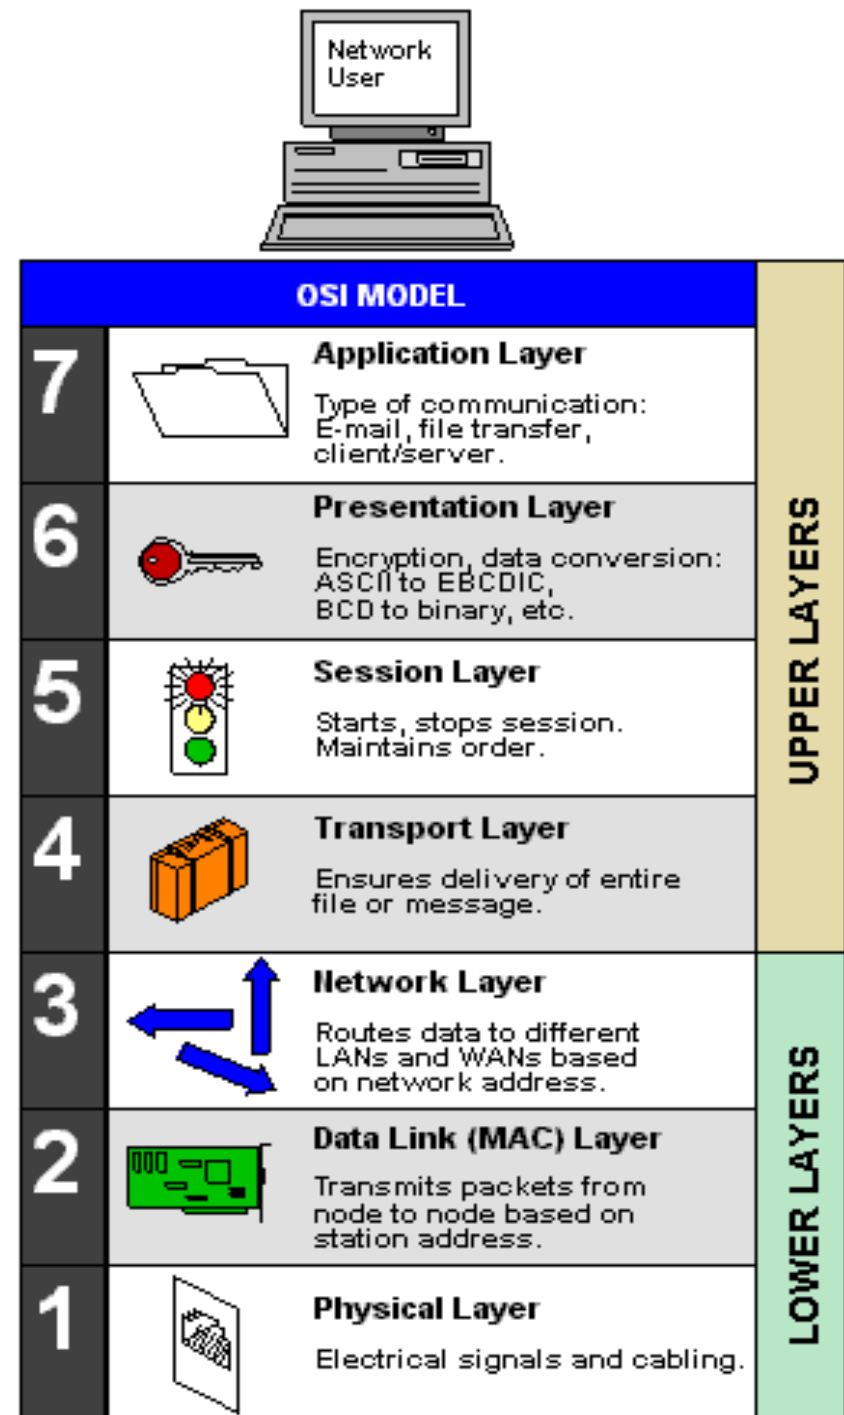 Network
User
OSI MODEL
7
Application Layer
Type of communication:
E-mail, file transfer,
client/server.
6
Presentation Layer
Encryption, data conversion:
ASCII to EBCDIC,
BCD to binary, etc.
5
Session Layer
Starts, stops session.
Maintains order.
4
Transport Layer
Ensures delivery of entire
file or message.
UPPER LAYERS
3
Network Layer
Routes data to different
LANs and WANs based
on network address.
2
Data Link (MAC) Layer
Transmits packets from
node to node based on
station address.
1
Physical Layer
Electrical signals and cabling.
LOWER LAYERS